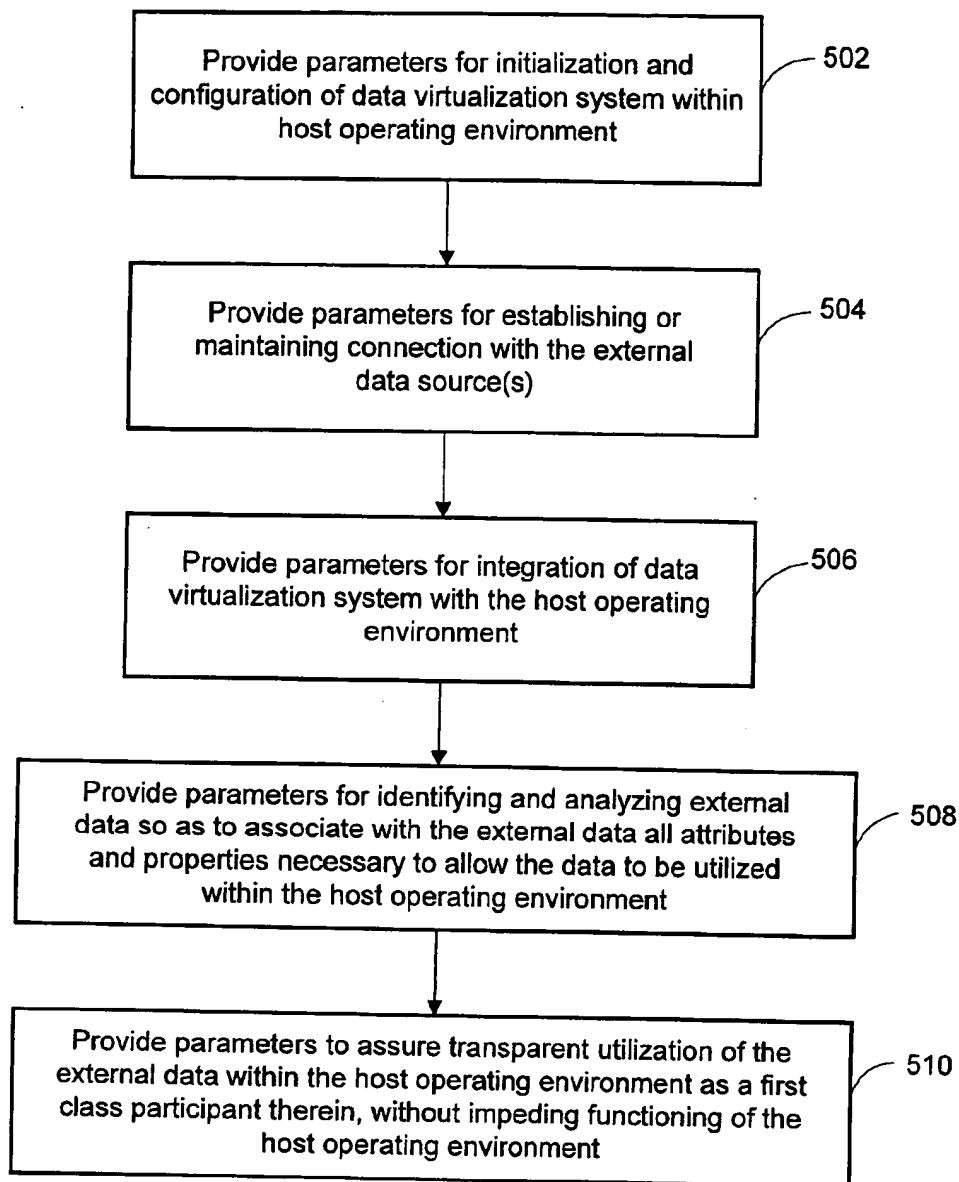 Provide parameters for initialization and
configuration of data virtualization system within
host operating environment
502
Provide parameters for establishing or
maintaining connection with the external
data source(s)
504
Provide parameters for integration of data
virtualization system with the host operating
environment
506
Provide parameters for identifying and analyzing external
data so as to associate with the external data all attributes
and properties necessary to allow the data to be utilized
within the host operating environment
508
Provide parameters to assure transparent utilization of the
external data within the host operating environment as a first
class participant therein, without impeding functioning of the
host operating environment
510